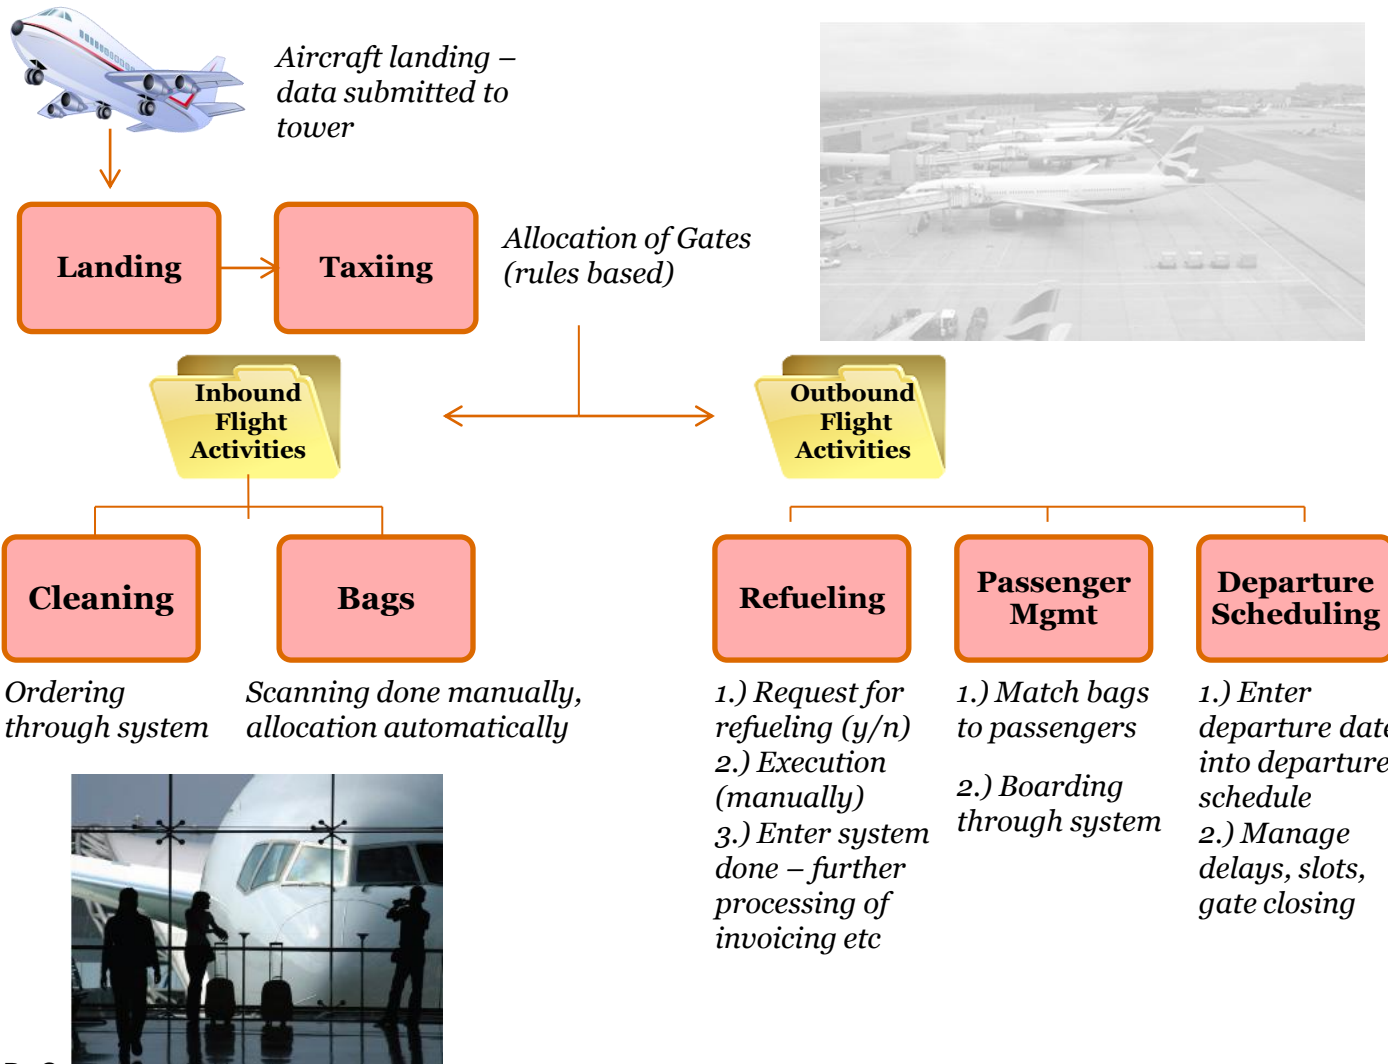 Aircraft landing –
data submitted to
tower
Landing
Taxiing
Allocation of Gates
(rules based)
Inbound
Flight
Activities
Outbound
Flight
Activities
Cleaning
Bags
Refueling
Passenger
Mgmt
Departure
Scheduling
Ordering
through system
Scanning done manually,
allocation automatically
1.) Request for
refueling (y/n)
2.) Execution
(manually)
3.) Enter system
done – further
processing of
invoicing etc
1.) Match bags
to passengers
2.) Boarding
through system
1.) Enter
departure date
into departure
schedule
2.) Manage
delays, slots,
gate closing